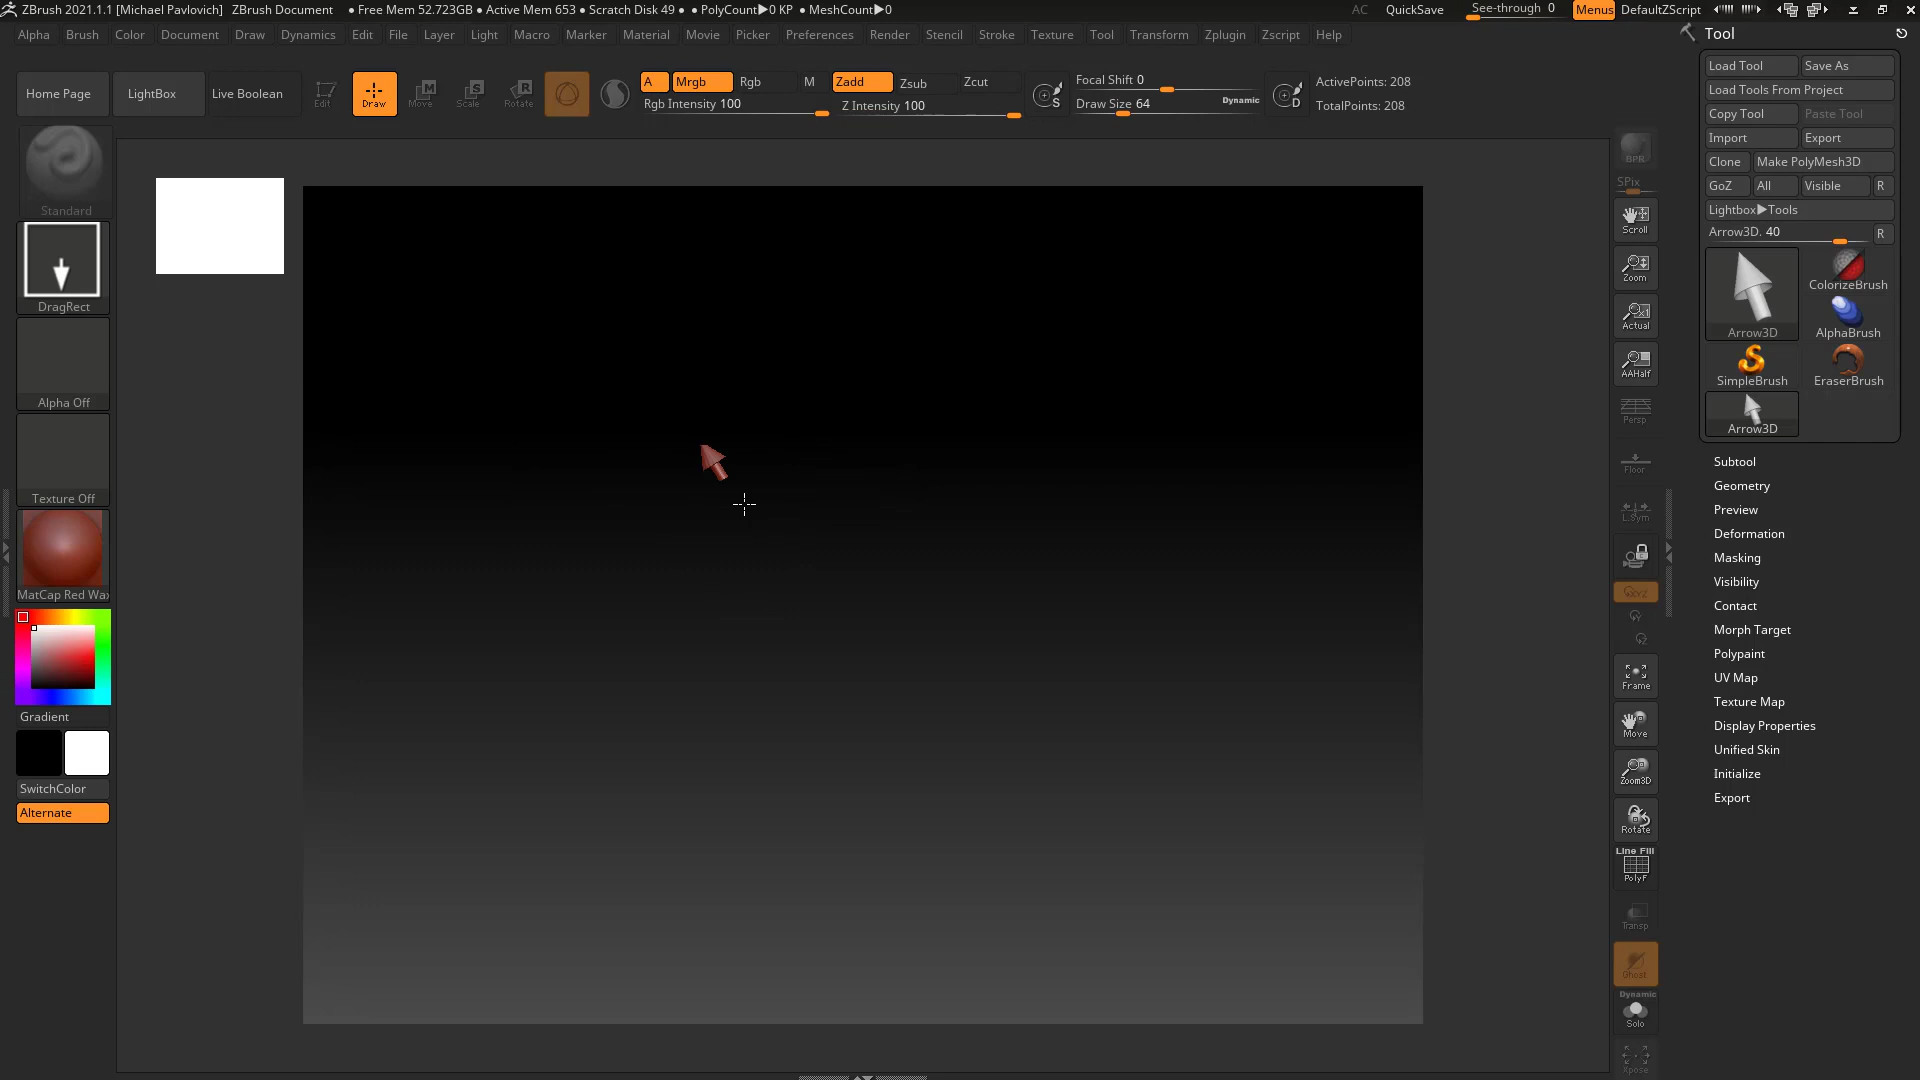 ZBrush 2021.1.1 [Michael Pavlovich] ZBrush Document • Free Mem 52.723GB • Active Mem 653 • Scratch Disk 49 • PolyCount▶0 KP • MeshCount▶0 AC QuickSave See-through 0 Menus DefaultZScript
Alpha Brush Color Document Draw Dynamics Edit File Layer Light Macro Marker Material Movie Picker Preferences Render Stencil Stroke Texture Tool Transform Zplugin Zscript Help
Home Page LightBox Live Boolean Edit Draw Move Scale Rotate
A Mrgb Rgb M Zadd Zsub Zcut
Rgb Intensity 100 Z Intensity 100
S
Focal Shift 0
Draw Size 64 Dynamic
D
ActivePoints: 208
TotalPoints: 208
Standard
DragRect
Alpha Off
Texture Off
MatCap Red Wax
Gradient
SwitchColor
Alternate
BPR
SPix
Scroll
Zoom
Actual
AAHalf
Persp
Floor
L.Sym
XYZ
Y
Z
Frame
Move
Zoom3D
Rotate
Line Fill
PolyF
Transp
Ghost
Dynamic
Solo
Xpose
Tool
Load Tool Save As
Load Tools From Project
Copy Tool Paste Tool
Import Export
Clone Make PolyMesh3D
GoZ All Visible R
Lightbox▶Tools
Arrow3D. 40 R
Arrow3D ColorizeBrush
AlphaBrush
SimpleBrush EraserBrush
Arrow3D
Subtool
Geometry
Preview
Deformation
Masking
Visibility
Contact
Morph Target
Polypaint
UV Map
Texture Map
Display Properties
Unified Skin
Initialize
Export